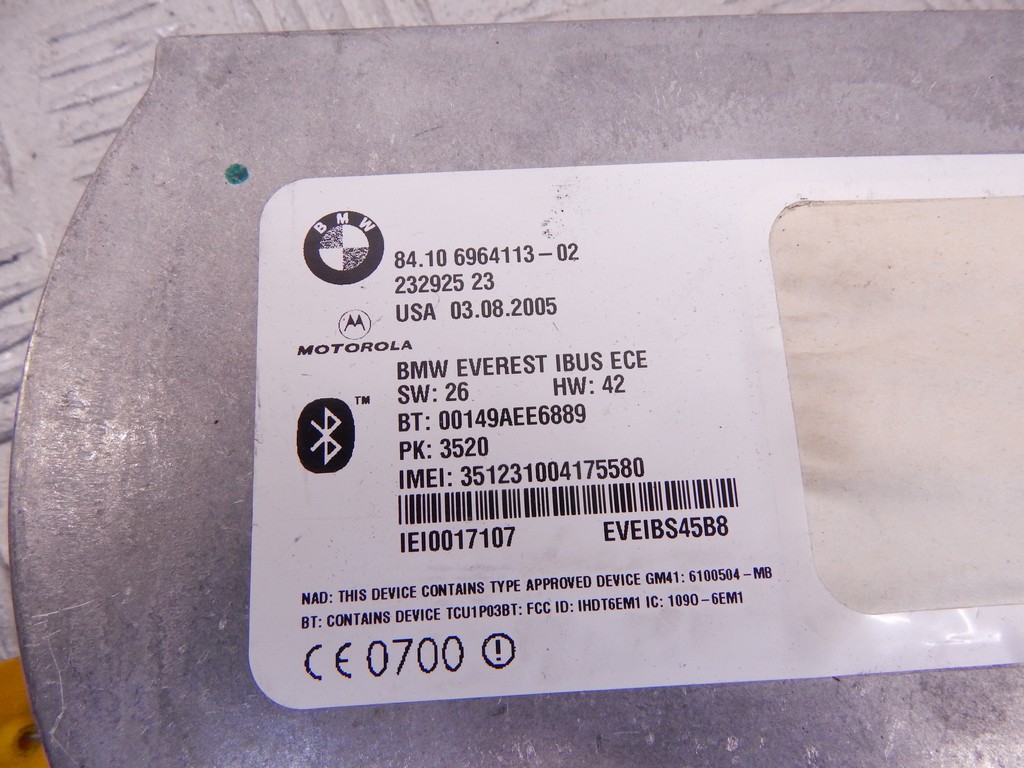 BMW
84.10 6964113-02
232925 23
USA 03.08.2005
MOTOROLA
BMW EVEREST IBUS ECE
SW: 26 HW: 42
TM
BT: 00149AEE6889
PK: 3520
IMEI: 351231004175580
IEI0017107 EVEIBS45B8
NAD: THIS DEVICE CONTAINS TYPE APPROVED DEVICE GM41: 6100504-MB
BT: CONTAINS DEVICE TCU1P03BT: FCC ID: IHDT6EM1 IC: 1090-6EM1
CE 0700